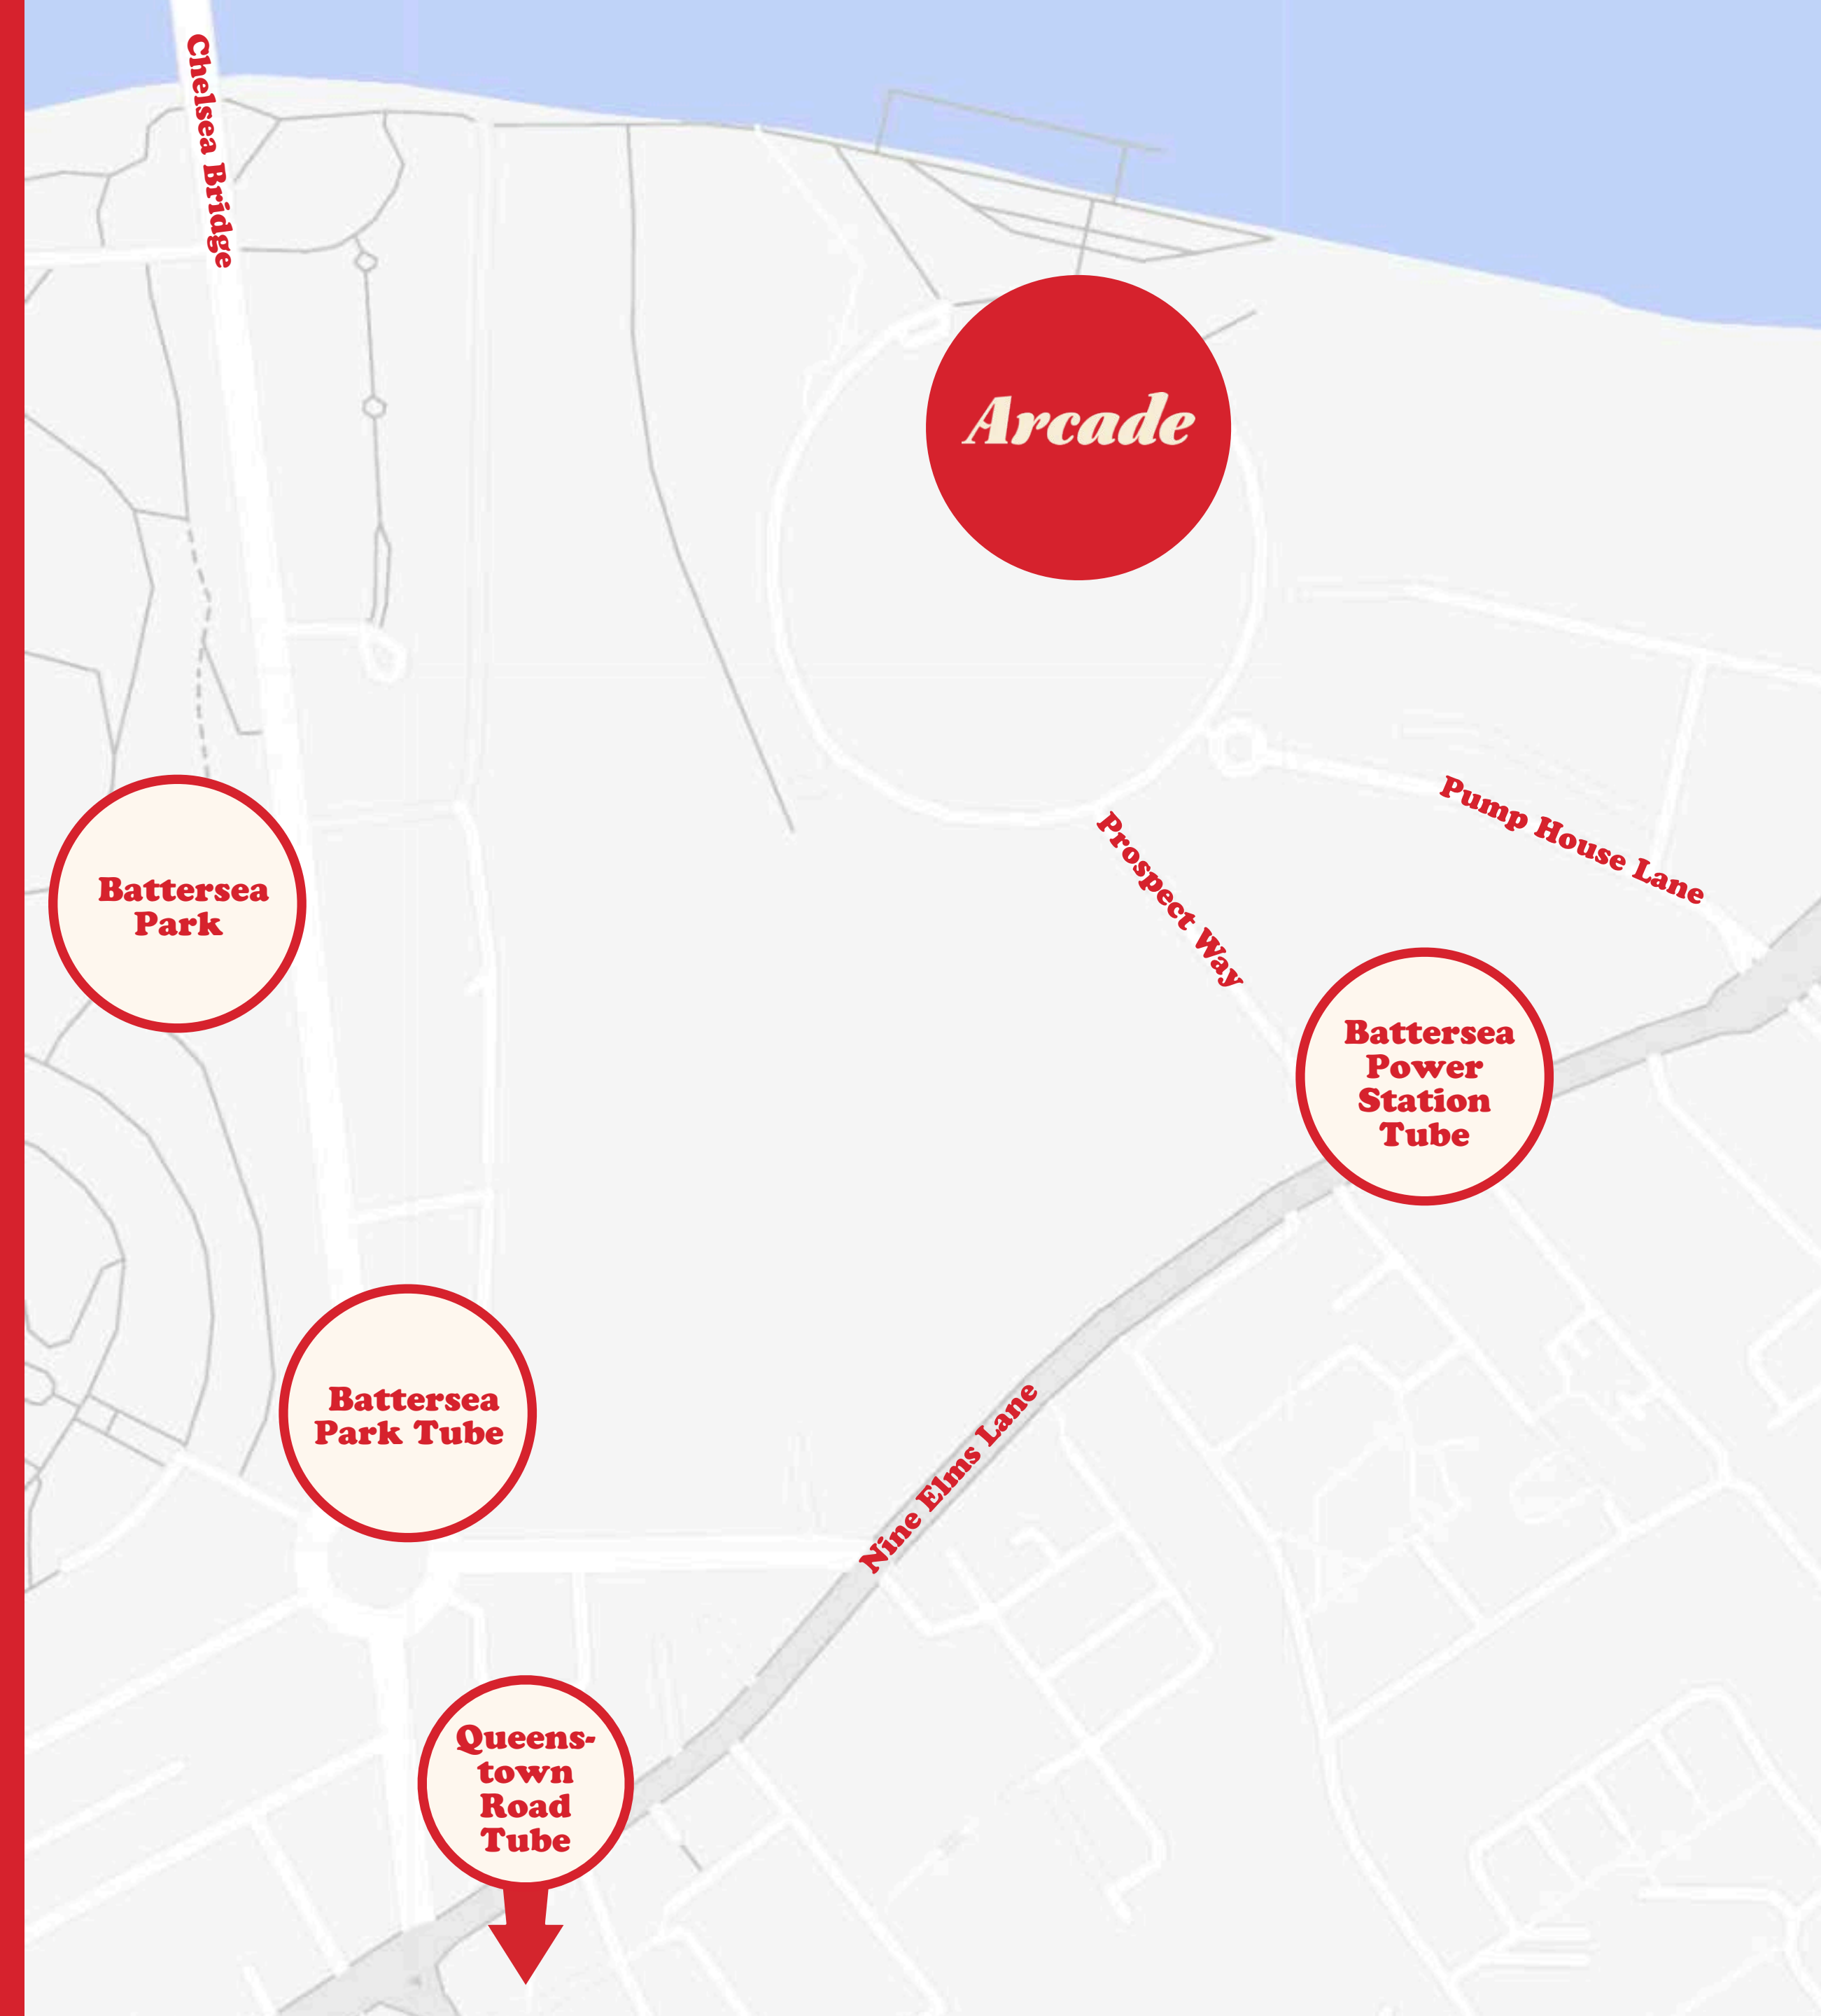 Chelsea Bridge
Arcade
Pump House Lane
Prospect Way
Battersea
Park
Battersea
Power
Station
Tube
Battersea
Park Tube
Nine Elms Lane
Queens-
town
Road
Tube